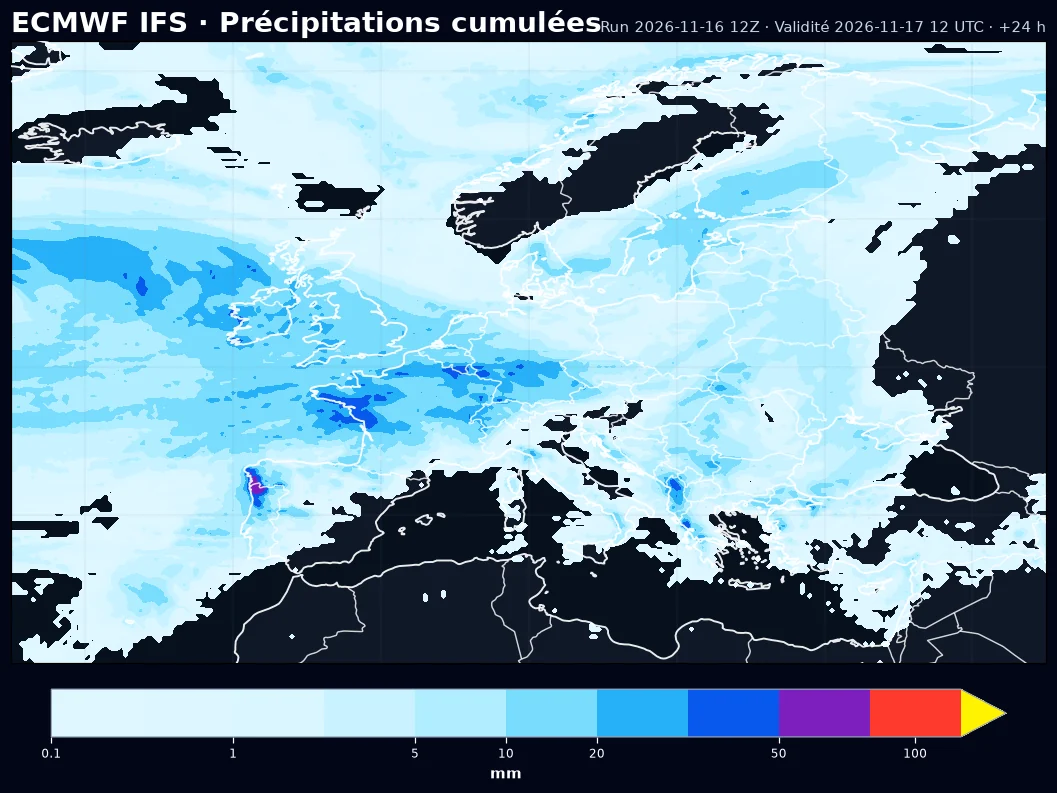 ECMWF IFS · Précipitations cumulées
Run 2026-11-16 12Z · Validité 2026-11-17 12 UTC · +24 h
0.1 1 5 10 20 50 100
mm